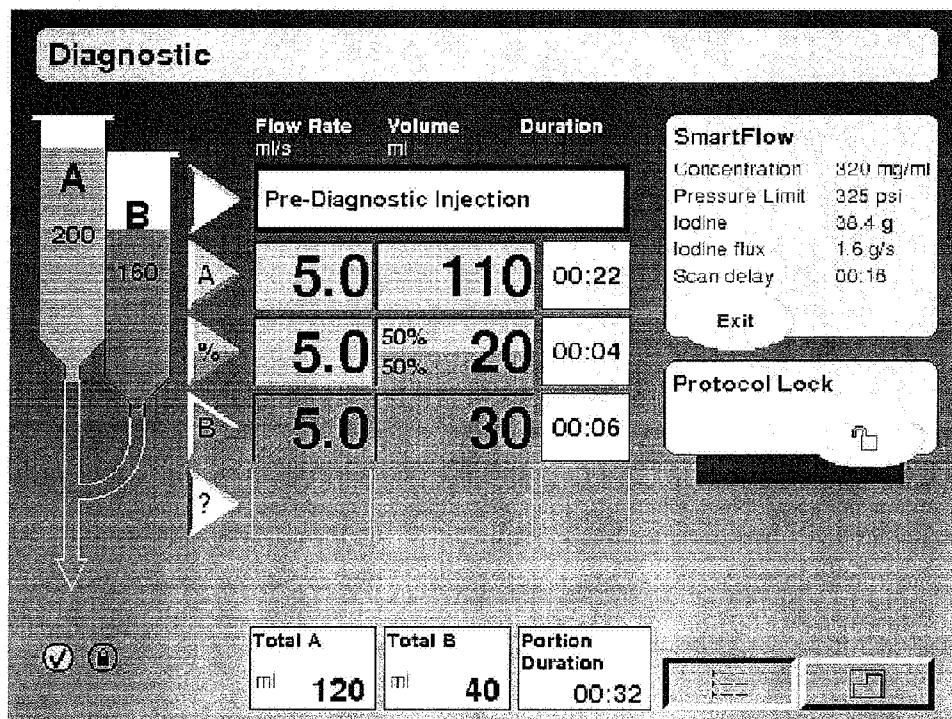 Diagnostic
Flow Rate Volume Duration
ml/s ml
A
200
B
160
Pre-Diagnostic Injection
A 5.0 110 00:22
% 5.0 50% 50% 20 00:04
B 5.0 30 00:06
?
SmartFlow
Concentration 320 mg/ml
Pressure Limit 325 psi
Iodine 38.4 g
Iodine flux 1.6 g/s
Scan delay 00:16
Exit
Protocol Lock
Total A
ml 120
Total B
ml 40
Portion
Duration
00:32